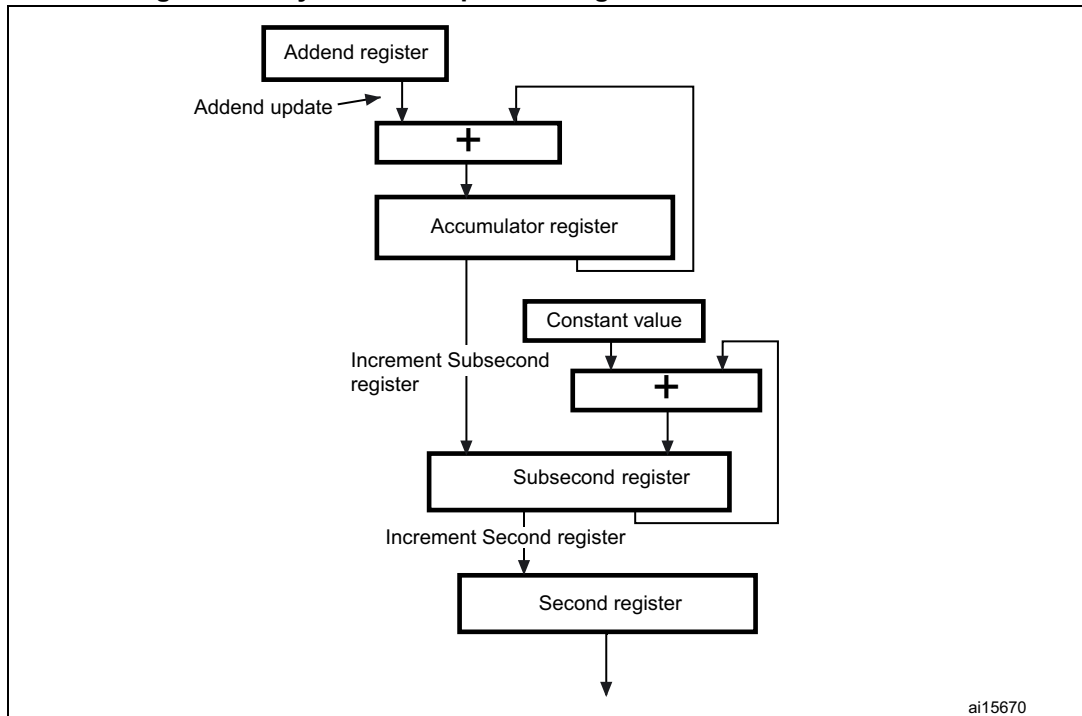 Addend register
Addend update
+
Accumulator register
Constant value
Increment Subsecond
register
+
Subsecond register
Increment Second register
Second register
ai15670